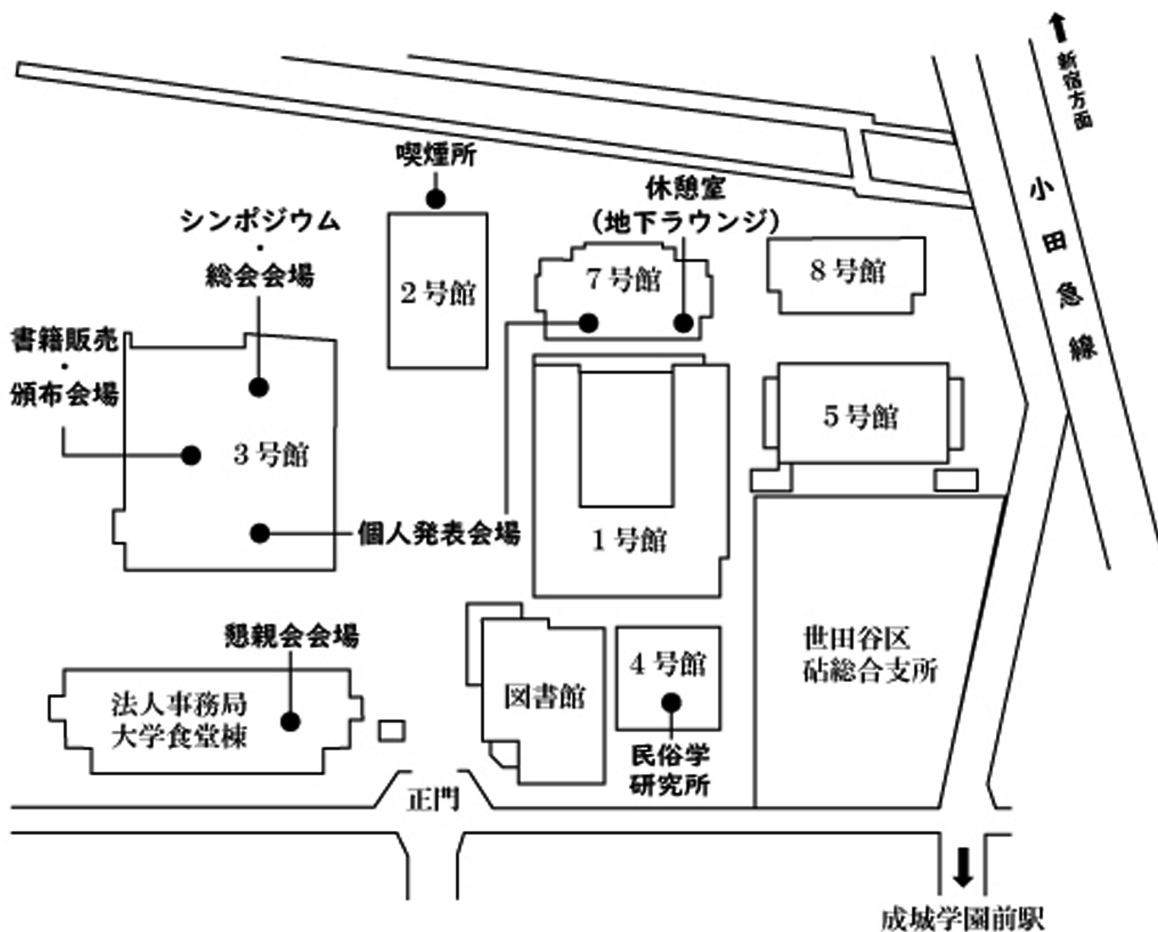 新宿方面
小田急線
喫煙所
シンポジウム
・
総会会場
休憩室
（地下ラウンジ）
2号館
7号館
8号館
書籍販売
・
頒布会場
3号館
5号館
個人発表会場
1号館
懇親会会場
法人事務局
大学食堂棟
図書館
4号館
民俗学
研究所
世田谷区
砧総合支所
正門
成城学園前駅